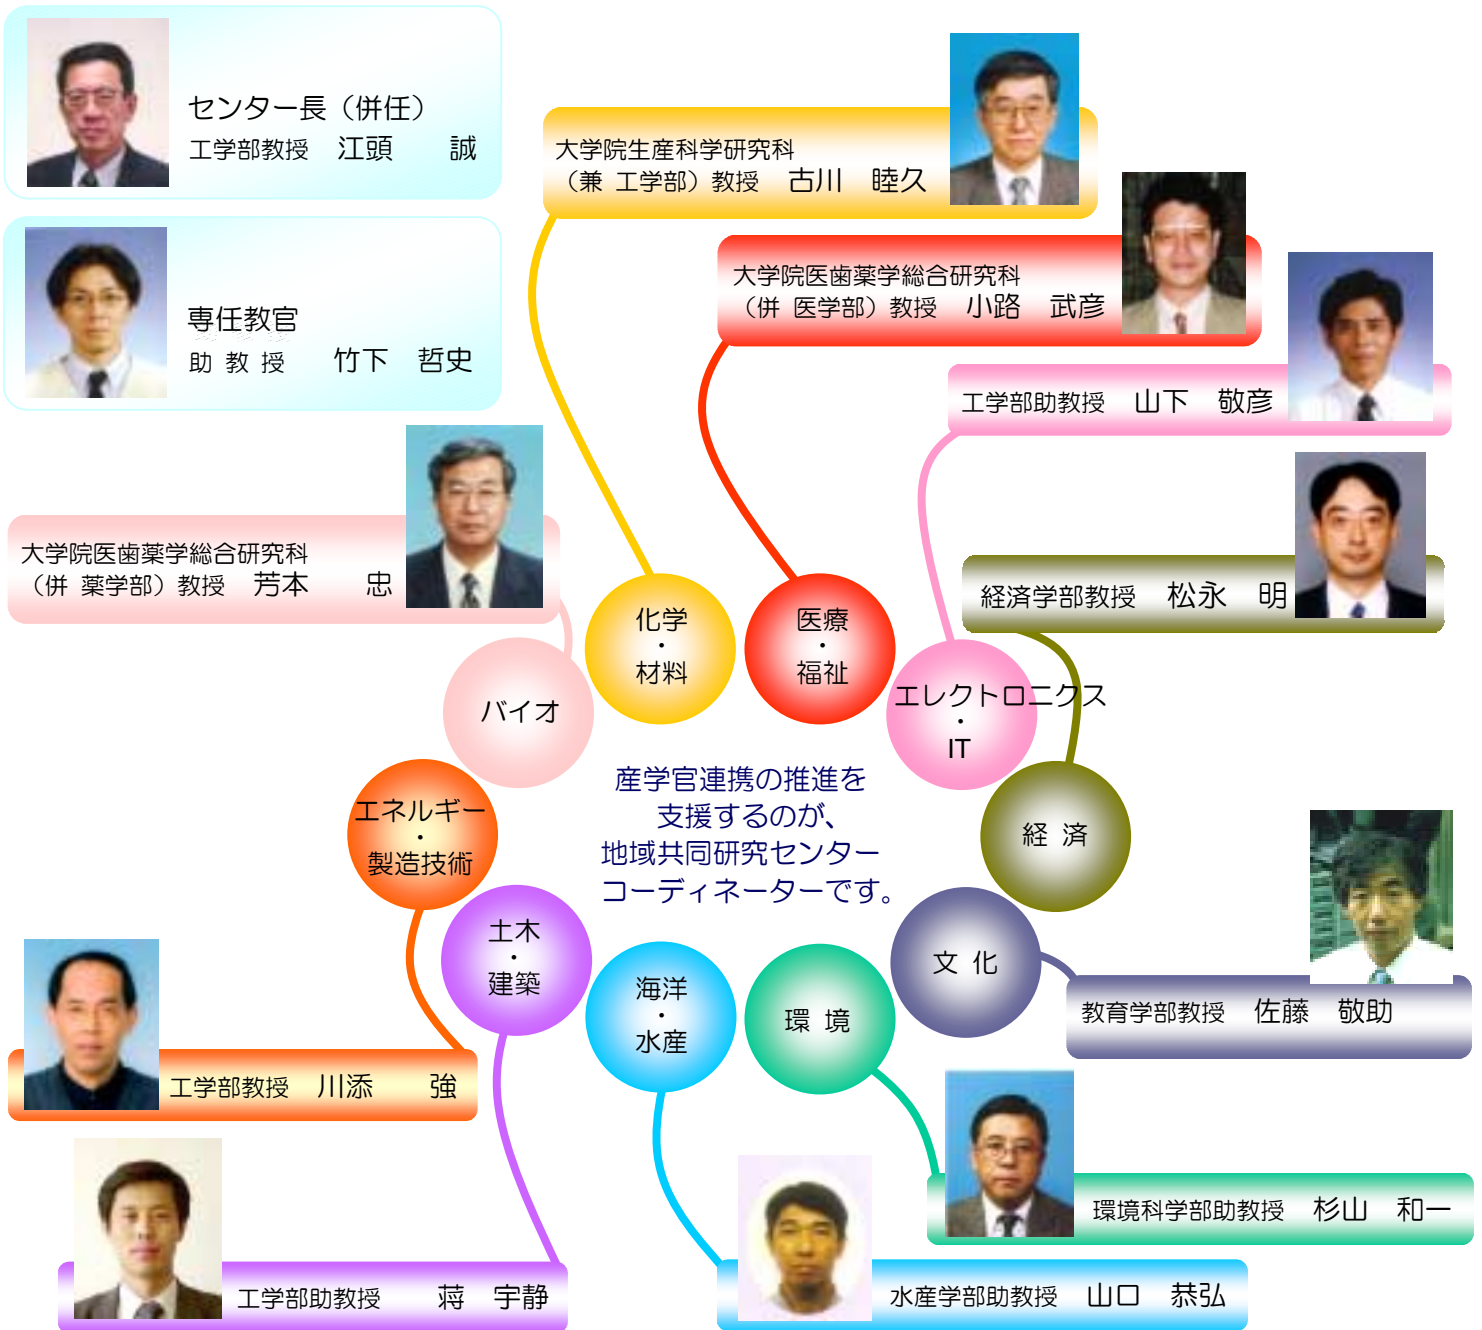 センター長（併任）
工学部教授　江頭　　誠
専任教官
助 教 授　竹下　哲史
大学院生産科学研究科
（兼 工学部）教授　古川　睦久
大学院医歯薬学総合研究科
（併 医学部）教授　小路　武彦
工学部助教授　山下　敬彦
大学院医歯薬学総合研究科
（併 薬学部）教授　芳本　　忠
経済学部教授　松永　明
化学
・
材料
医療
・
福祉
バイオ
エレクトロニクス
・
IT
エネルギー
・
製造技術
経 済
産学官連携の推進を
支援するのが、
地域共同研究センター
コーディネーターです。
土木
・
建築
海洋
・
水産
環 境
文 化
教育学部教授　佐藤　敬助
工学部教授　川添　　強
環境科学部助教授　杉山　和一
工学部助教授　　蒋　宇静
水産学部助教授　山口　恭弘